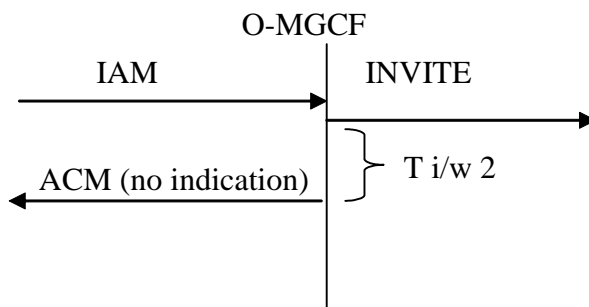 O-MGCF
IAM
INVITE
T i/w 2
ACM (no indication)